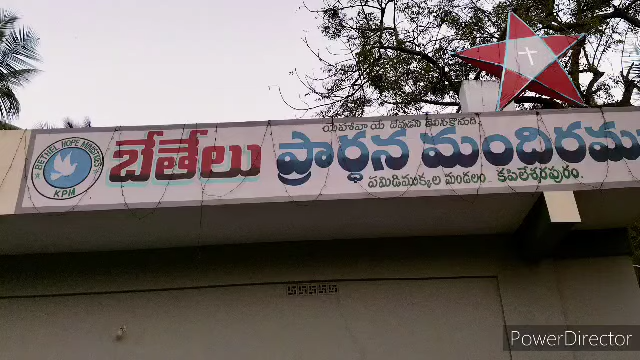 యెహోవాయే దేవుడని తెలిసికొనుడి
BETHEL HOPE MINISTRIES
KPM
బేతేలు ప్రార్థన మందిరము
పమిడిముక్కల మండలం. కపిలేశ్వరపురం.
PowerDirector